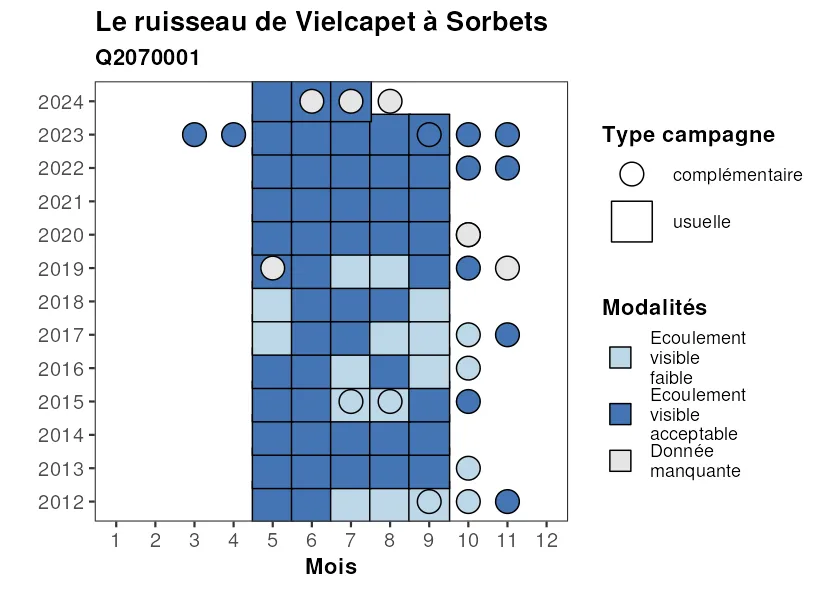 Le ruisseau de Vielcapet à Sorbets
Q2070001
2024
2023
2022
2021
2020
2019
2018
2017
2016
2015
2014
2013
2012
1 2 3 4 5 6 7 8 9 10 11 12
Mois
Type campagne
complémentaire
usuelle
Modalités
Ecoulement
visible
faible
Ecoulement
visible
acceptable
Donnée
manquante